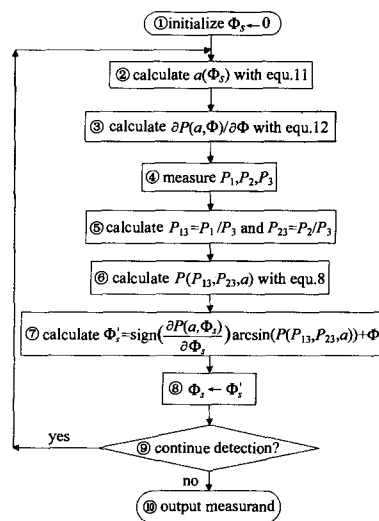 ①initialize Φₛ←0
② calculate a(Φₛ) with equ.11
③ calculate ∂P(a,Φ)/∂Φ with equ.12
④ measure P₁,P₂,P₃
⑤ calculate P₁₃=P₁/P₃ and P₂₃=P₂/P₃
⑥ calculate P(P₁₃,P₂₃,a) with equ.8
⑦ calculate Φₛ'=sign(∂P(a,Φₛ)/∂Φₛ)arcsin(P(P₁₃,P₂₃,a))+Φ
⑧ Φₛ ← Φₛ'
yes
⑨ continue detection?
no
⑩ output measurand